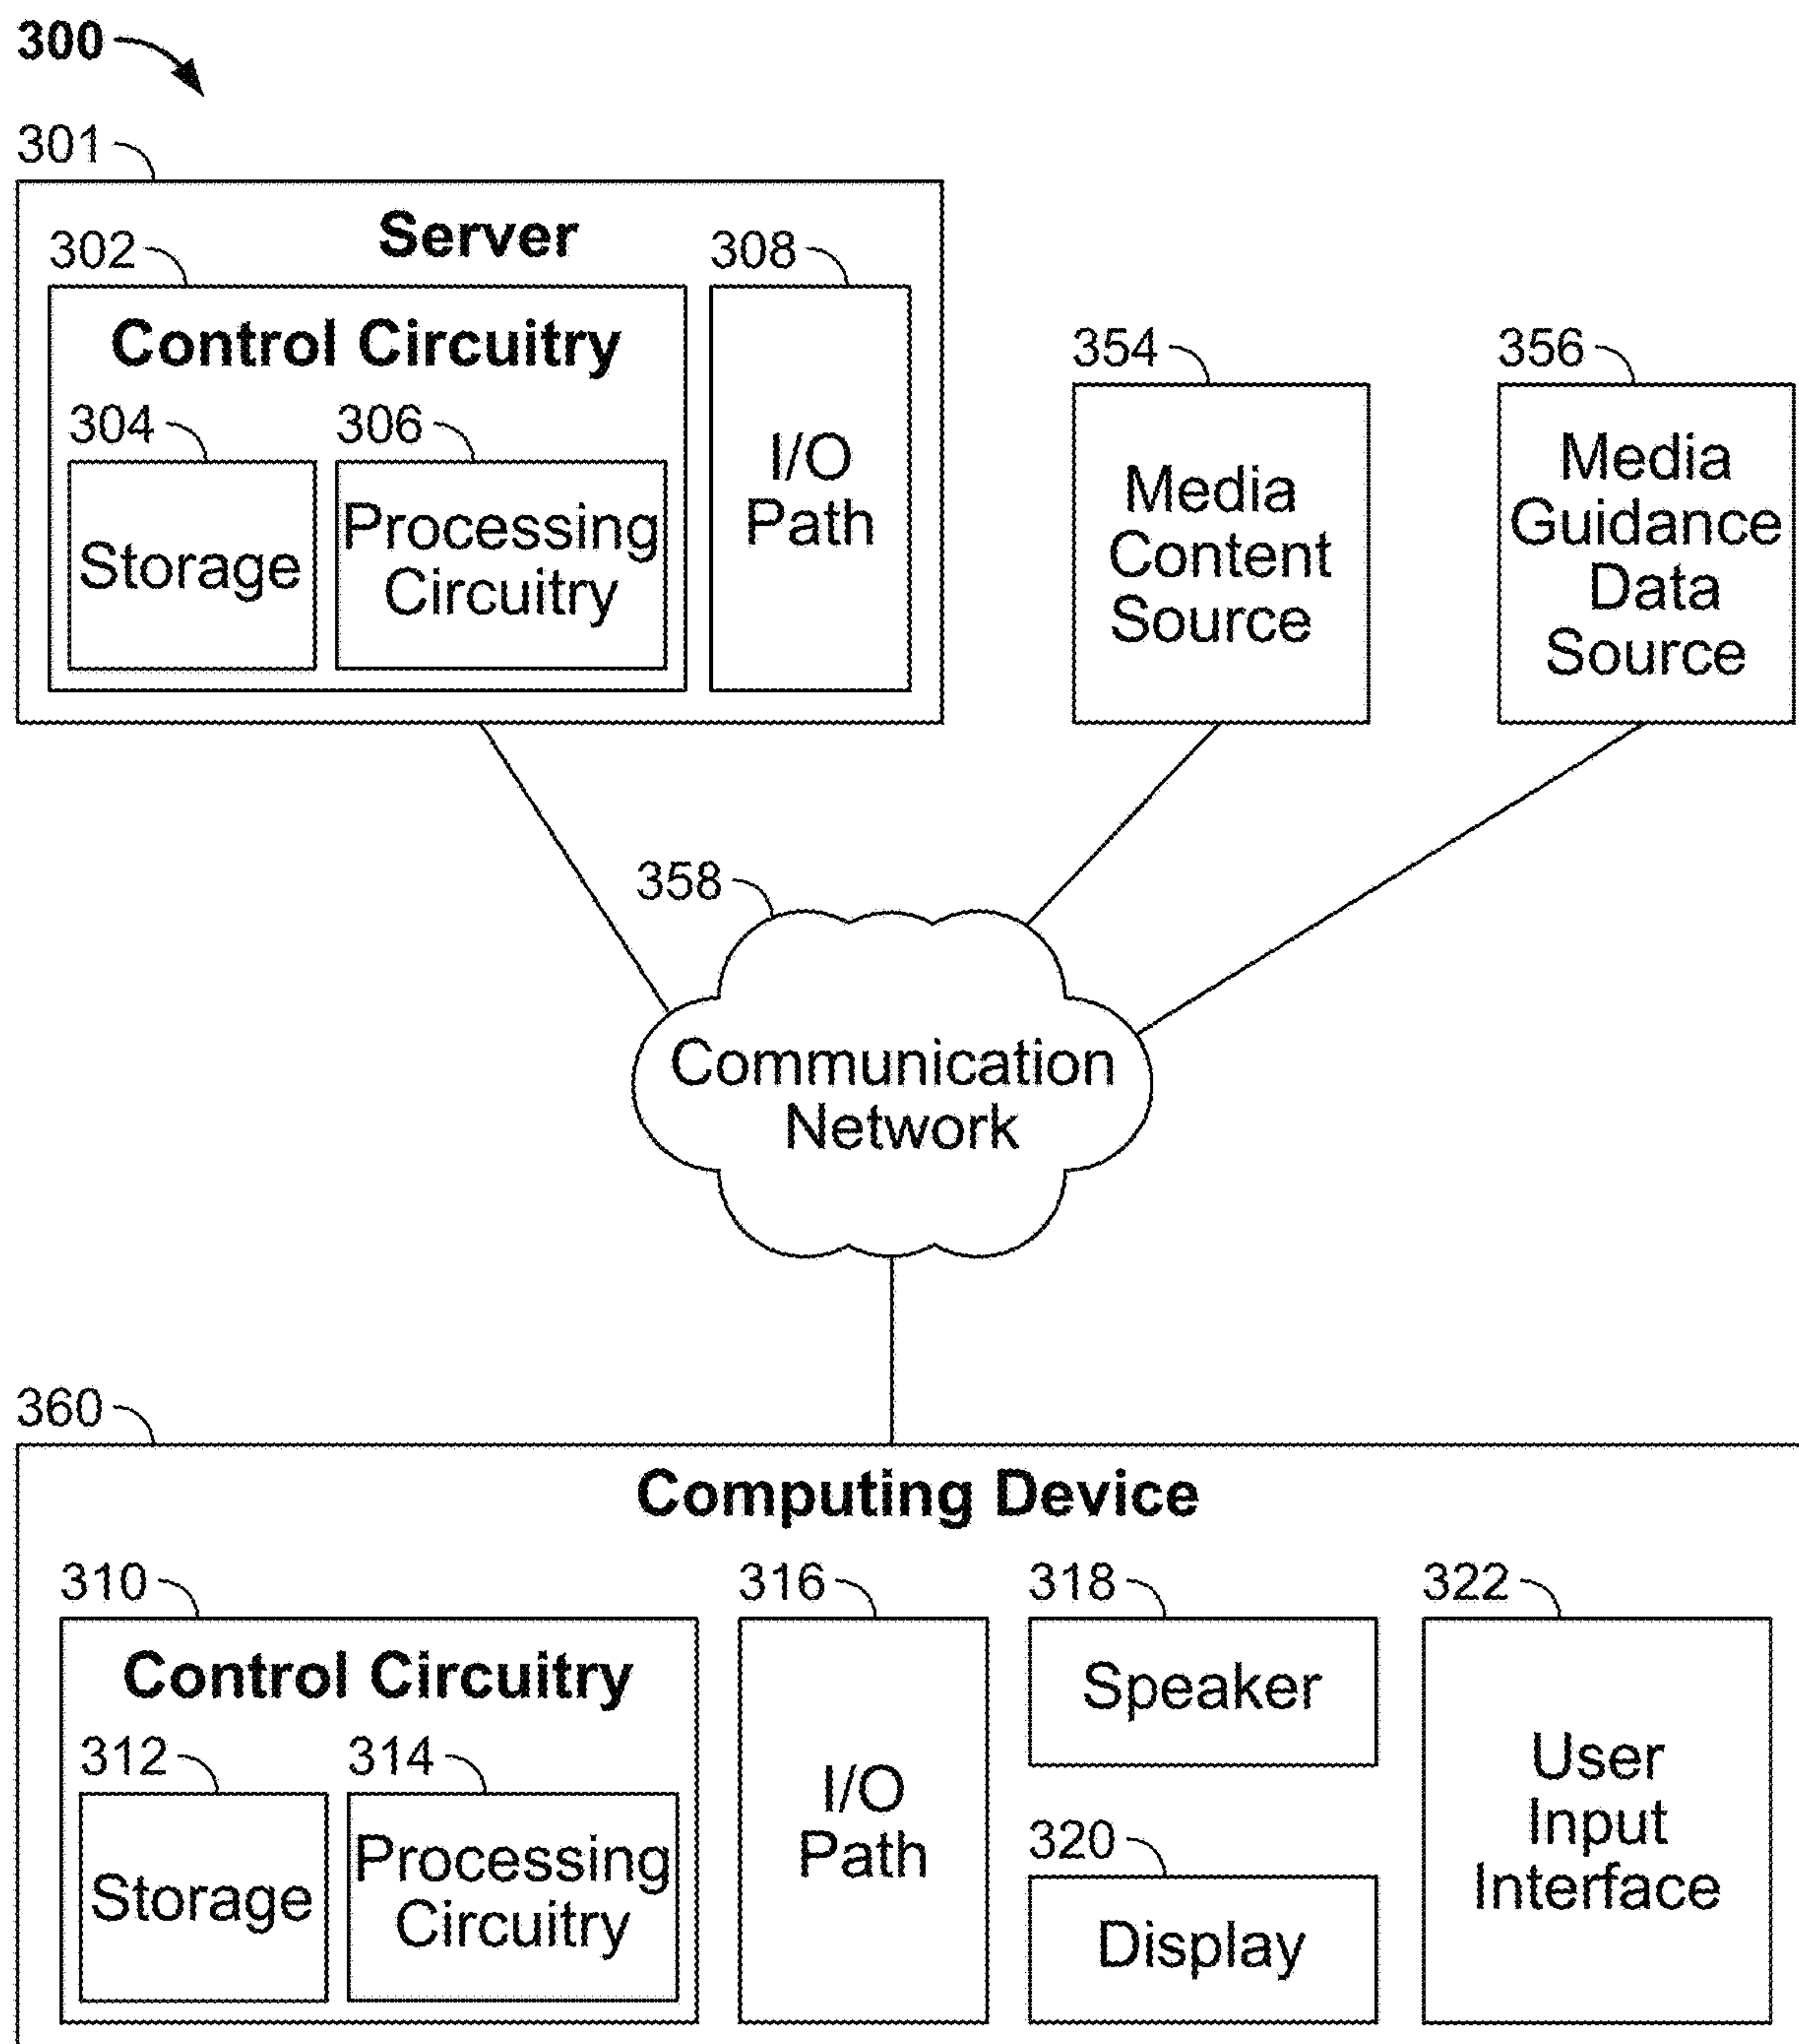 300
301
Server
302
308
Control Circuitry
304
306
Storage
Processing
Circuitry
I/O
Path
354
Media
Content
Source
356
Media
Guidance
Data
Source
358
Communication
Network
360
Computing Device
310
Control Circuitry
312
314
Storage
Processing
Circuitry
316
I/O
Path
318
Speaker
320
Display
322
User
Input
Interface